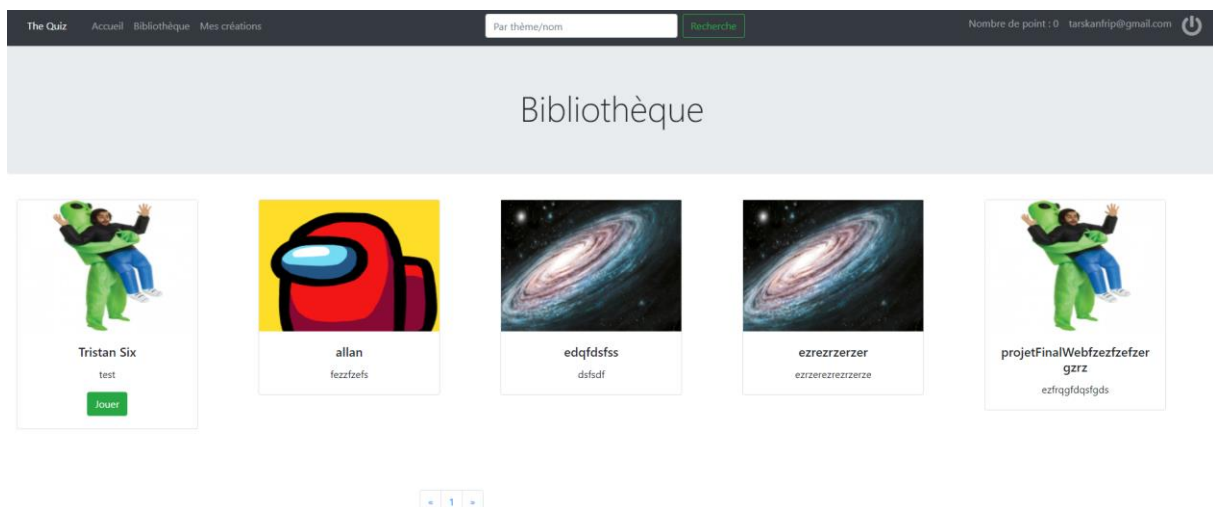 The Quiz Accueil Bibliothèque Mes créations Par thème/nom Recherche Nombre de point : 0 tarskanfrip@gmail.com
Bibliothèque
Tristan Six
test
Jouer
allan
fezzfzefs
edqfdsfss
dsfsdf
ezrezrzerzer
ezrzerezrezrzerze
projetFinalWebfzezfzefzer
gzrz
ezfrqgfdqsfgds
« 1 »